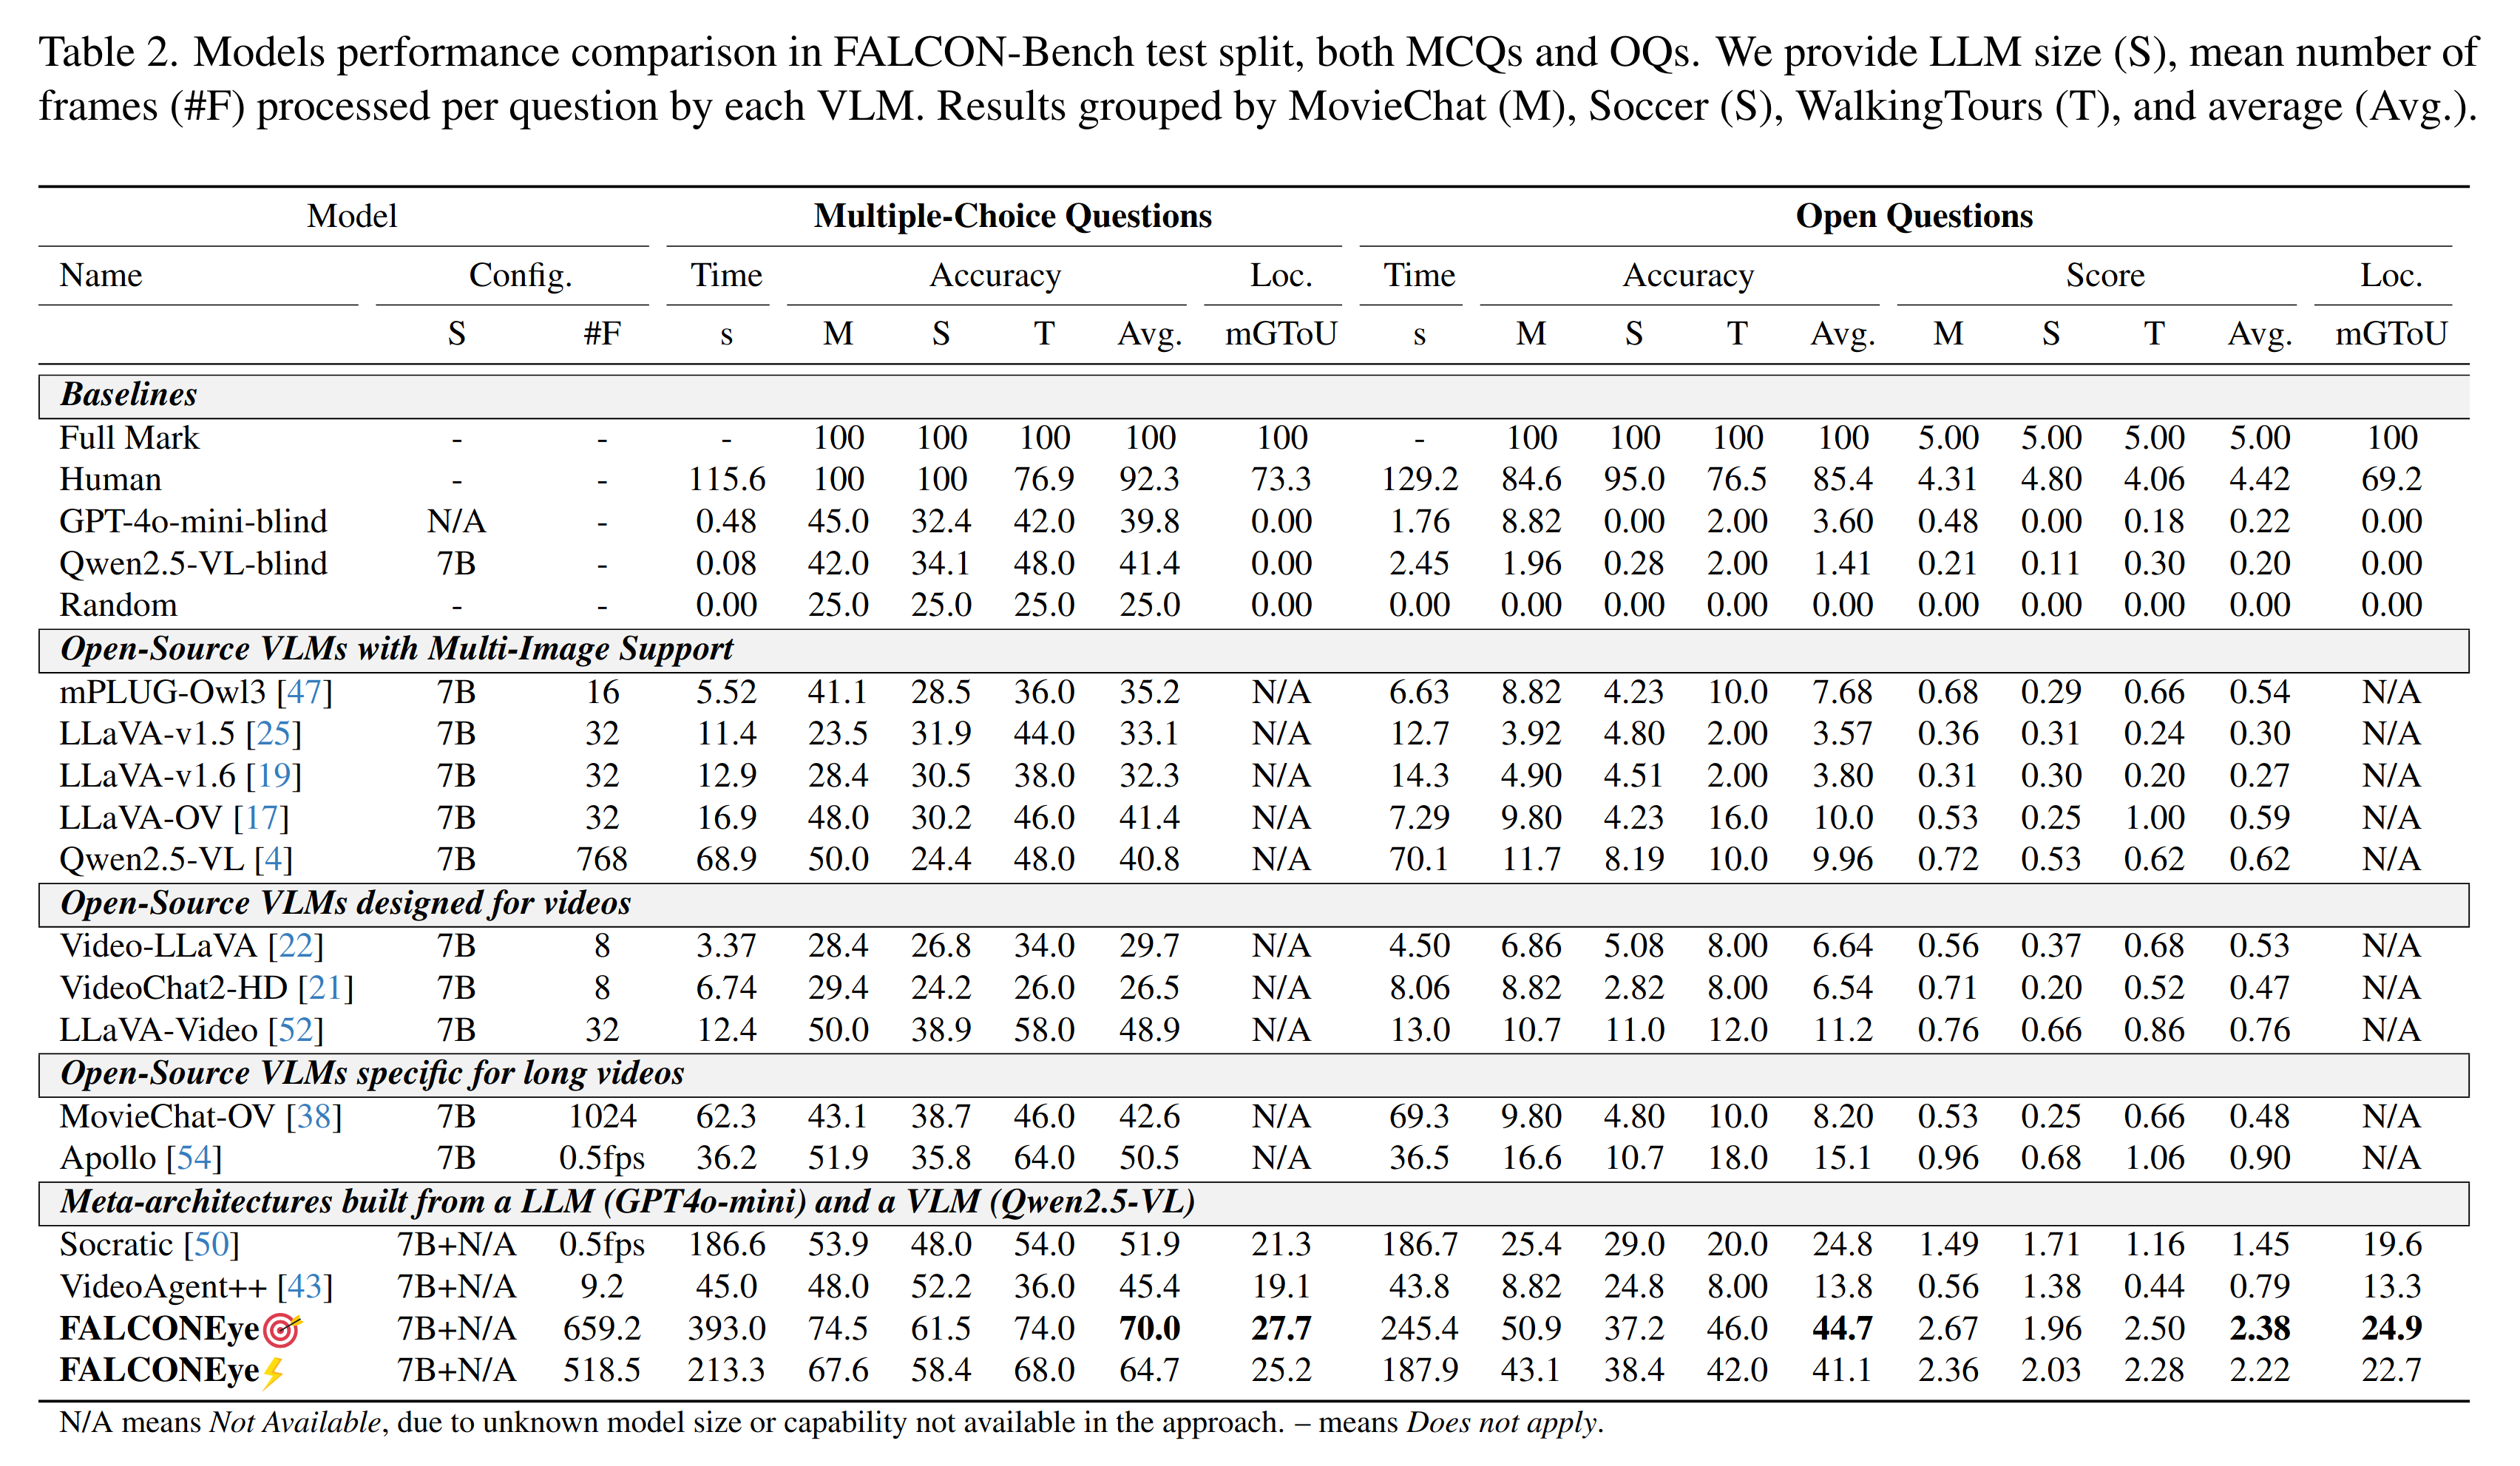 Table 2. Models performance comparison in FALCON-Bench test split, both MCQs and OQs. We provide LLM size (S), mean number of
frames (#F) processed per question by each VLM. Results grouped by MovieChat (M), Soccer (S), WalkingTours (T), and average (Avg.).
Model Multiple-Choice Questions Open Questions
Name Config. Time Accuracy Loc. Time Accuracy Score Loc.
S #F s M S T Avg. mGToU s M S T Avg. M S T Avg. mGToU
Baselines
Full Mark - - - 100 100 100 100 100 - 100 100 100 100 5.00 5.00 5.00 5.00 100
Human - - 115.6 100 100 76.9 92.3 73.3 129.2 84.6 95.0 76.5 85.4 4.31 4.80 4.06 4.42 69.2
GPT-4o-mini-blind N/A - 0.48 45.0 32.4 42.0 39.8 0.00 1.76 8.82 0.00 2.00 3.60 0.48 0.00 0.18 0.22 0.00
Qwen2.5-VL-blind 7B - 0.08 42.0 34.1 48.0 41.4 0.00 2.45 1.96 0.28 2.00 1.41 0.21 0.11 0.30 0.20 0.00
Random - - 0.00 25.0 25.0 25.0 25.0 0.00 0.00 0.00 0.00 0.00 0.00 0.00 0.00 0.00 0.00 0.00
Open-Source VLMs with Multi-Image Support
mPLUG-Owl3 [47] 7B 16 5.52 41.1 28.5 36.0 35.2 N/A 6.63 8.82 4.23 10.0 7.68 0.68 0.29 0.66 0.54 N/A
LLaVA-v1.5 [25] 7B 32 11.4 23.5 31.9 44.0 33.1 N/A 12.7 3.92 4.80 2.00 3.57 0.36 0.31 0.24 0.30 N/A
LLaVA-v1.6 [19] 7B 32 12.9 28.4 30.5 38.0 32.3 N/A 14.3 4.90 4.51 2.00 3.80 0.31 0.30 0.20 0.27 N/A
LLaVA-OV [17] 7B 32 16.9 48.0 30.2 46.0 41.4 N/A 7.29 9.80 4.23 16.0 10.0 0.53 0.25 1.00 0.59 N/A
Qwen2.5-VL [4] 7B 768 68.9 50.0 24.4 48.0 40.8 N/A 70.1 11.7 8.19 10.0 9.96 0.72 0.53 0.62 0.62 N/A
Open-Source VLMs designed for videos
Video-LLaVA [22] 7B 8 3.37 28.4 26.8 34.0 29.7 N/A 4.50 6.86 5.08 8.00 6.64 0.56 0.37 0.68 0.53 N/A
VideoChat2-HD [21] 7B 8 6.74 29.4 24.2 26.0 26.5 N/A 8.06 8.82 2.82 8.00 6.54 0.71 0.20 0.52 0.47 N/A
LLaVA-Video [52] 7B 32 12.4 50.0 38.9 58.0 48.9 N/A 13.0 10.7 11.0 12.0 11.2 0.76 0.66 0.86 0.76 N/A
Open-Source VLMs specific for long videos
MovieChat-OV [38] 7B 1024 62.3 43.1 38.7 46.0 42.6 N/A 69.3 9.80 4.80 10.0 8.20 0.53 0.25 0.66 0.48 N/A
Apollo [54] 7B 0.5fps 36.2 51.9 35.8 64.0 50.5 N/A 36.5 16.6 10.7 18.0 15.1 0.96 0.68 1.06 0.90 N/A
Meta-architectures built from a LLM (GPT4o-mini) and a VLM (Qwen2.5-VL)
Socratic [50] 7B+N/A 0.5fps 186.6 53.9 48.0 54.0 51.9 21.3 186.7 25.4 29.0 20.0 24.8 1.49 1.71 1.16 1.45 19.6
VideoAgent++ [43] 7B+N/A 9.2 45.0 48.0 52.2 36.0 45.4 19.1 43.8 8.82 24.8 8.00 13.8 0.56 1.38 0.44 0.79 13.3
FALCONEye 7B+N/A 659.2 393.0 74.5 61.5 74.0 70.0 27.7 245.4 50.9 37.2 46.0 44.7 2.67 1.96 2.50 2.38 24.9
FALCONEye 7B+N/A 518.5 213.3 67.6 58.4 68.0 64.7 25.2 187.9 43.1 38.4 42.0 41.1 2.36 2.03 2.28 2.22 22.7
N/A means Not Available, due to unknown model size or capability not available in the approach. – means Does not apply.